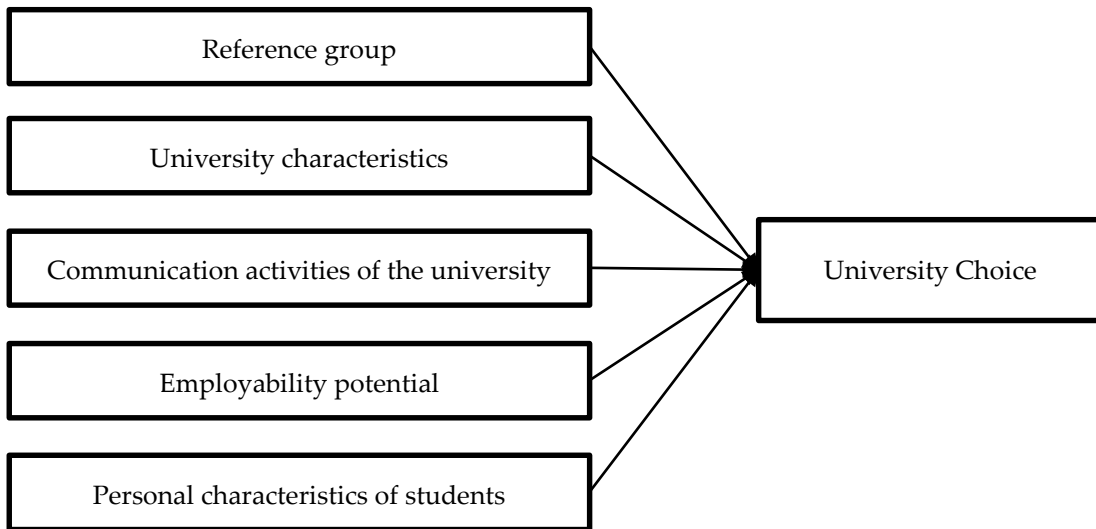 Reference group
University characteristics
Communication activities of the university
University Choice
Employability potential
Personal characteristics of students